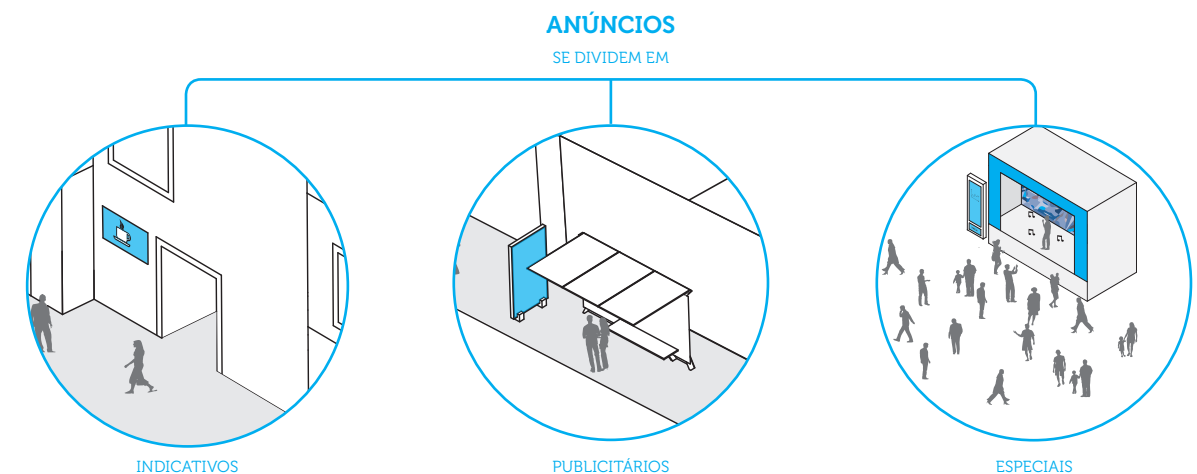 ANÚNCIOS
SE DIVIDEM EM
INDICATIVOS
PUBLICITÁRIOS
ESPECIAIS